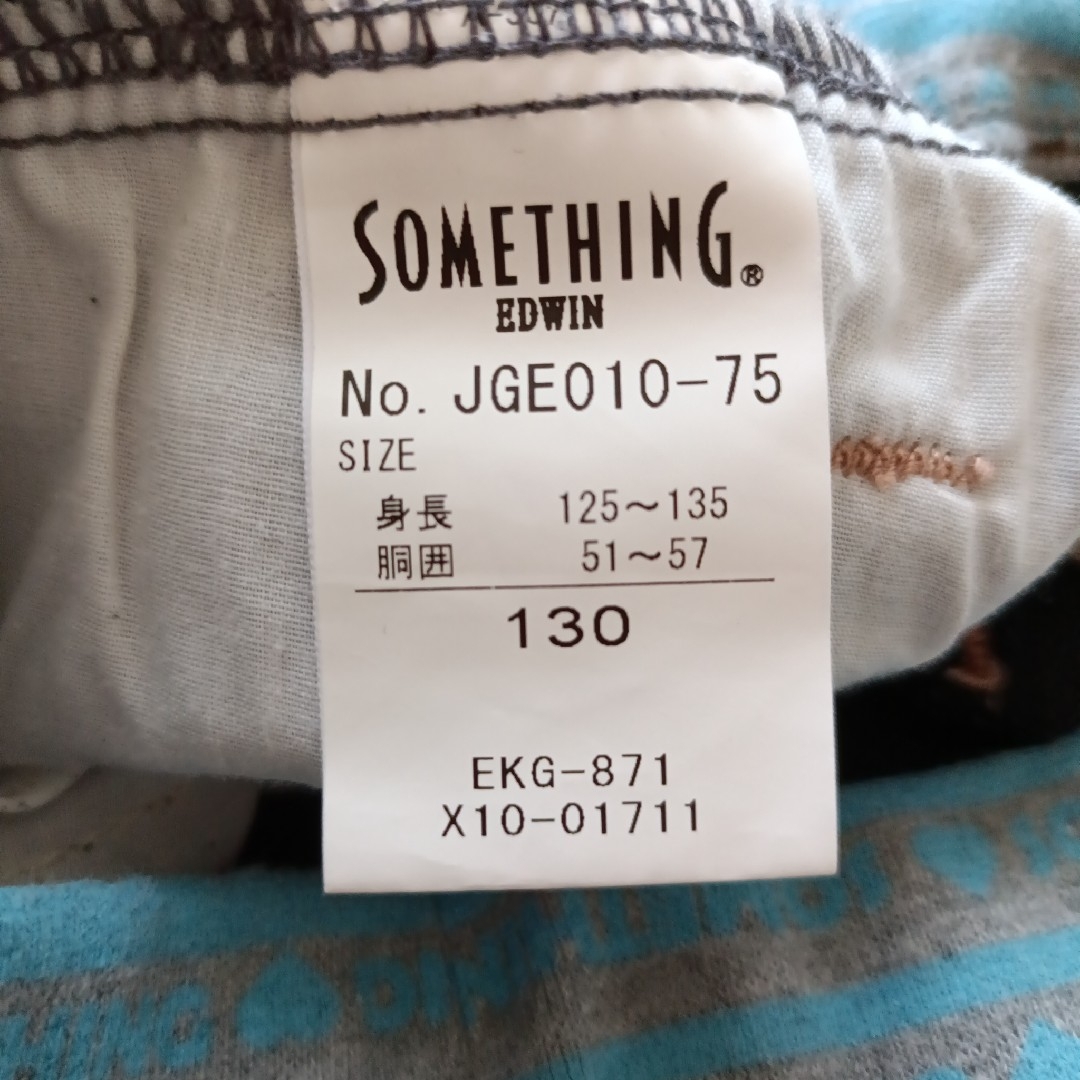 SOMETHING®
EDWIN
No. JGE010-75
SIZE
身長 125～135
胴囲 51～57
130
EKG-871
X10-01711